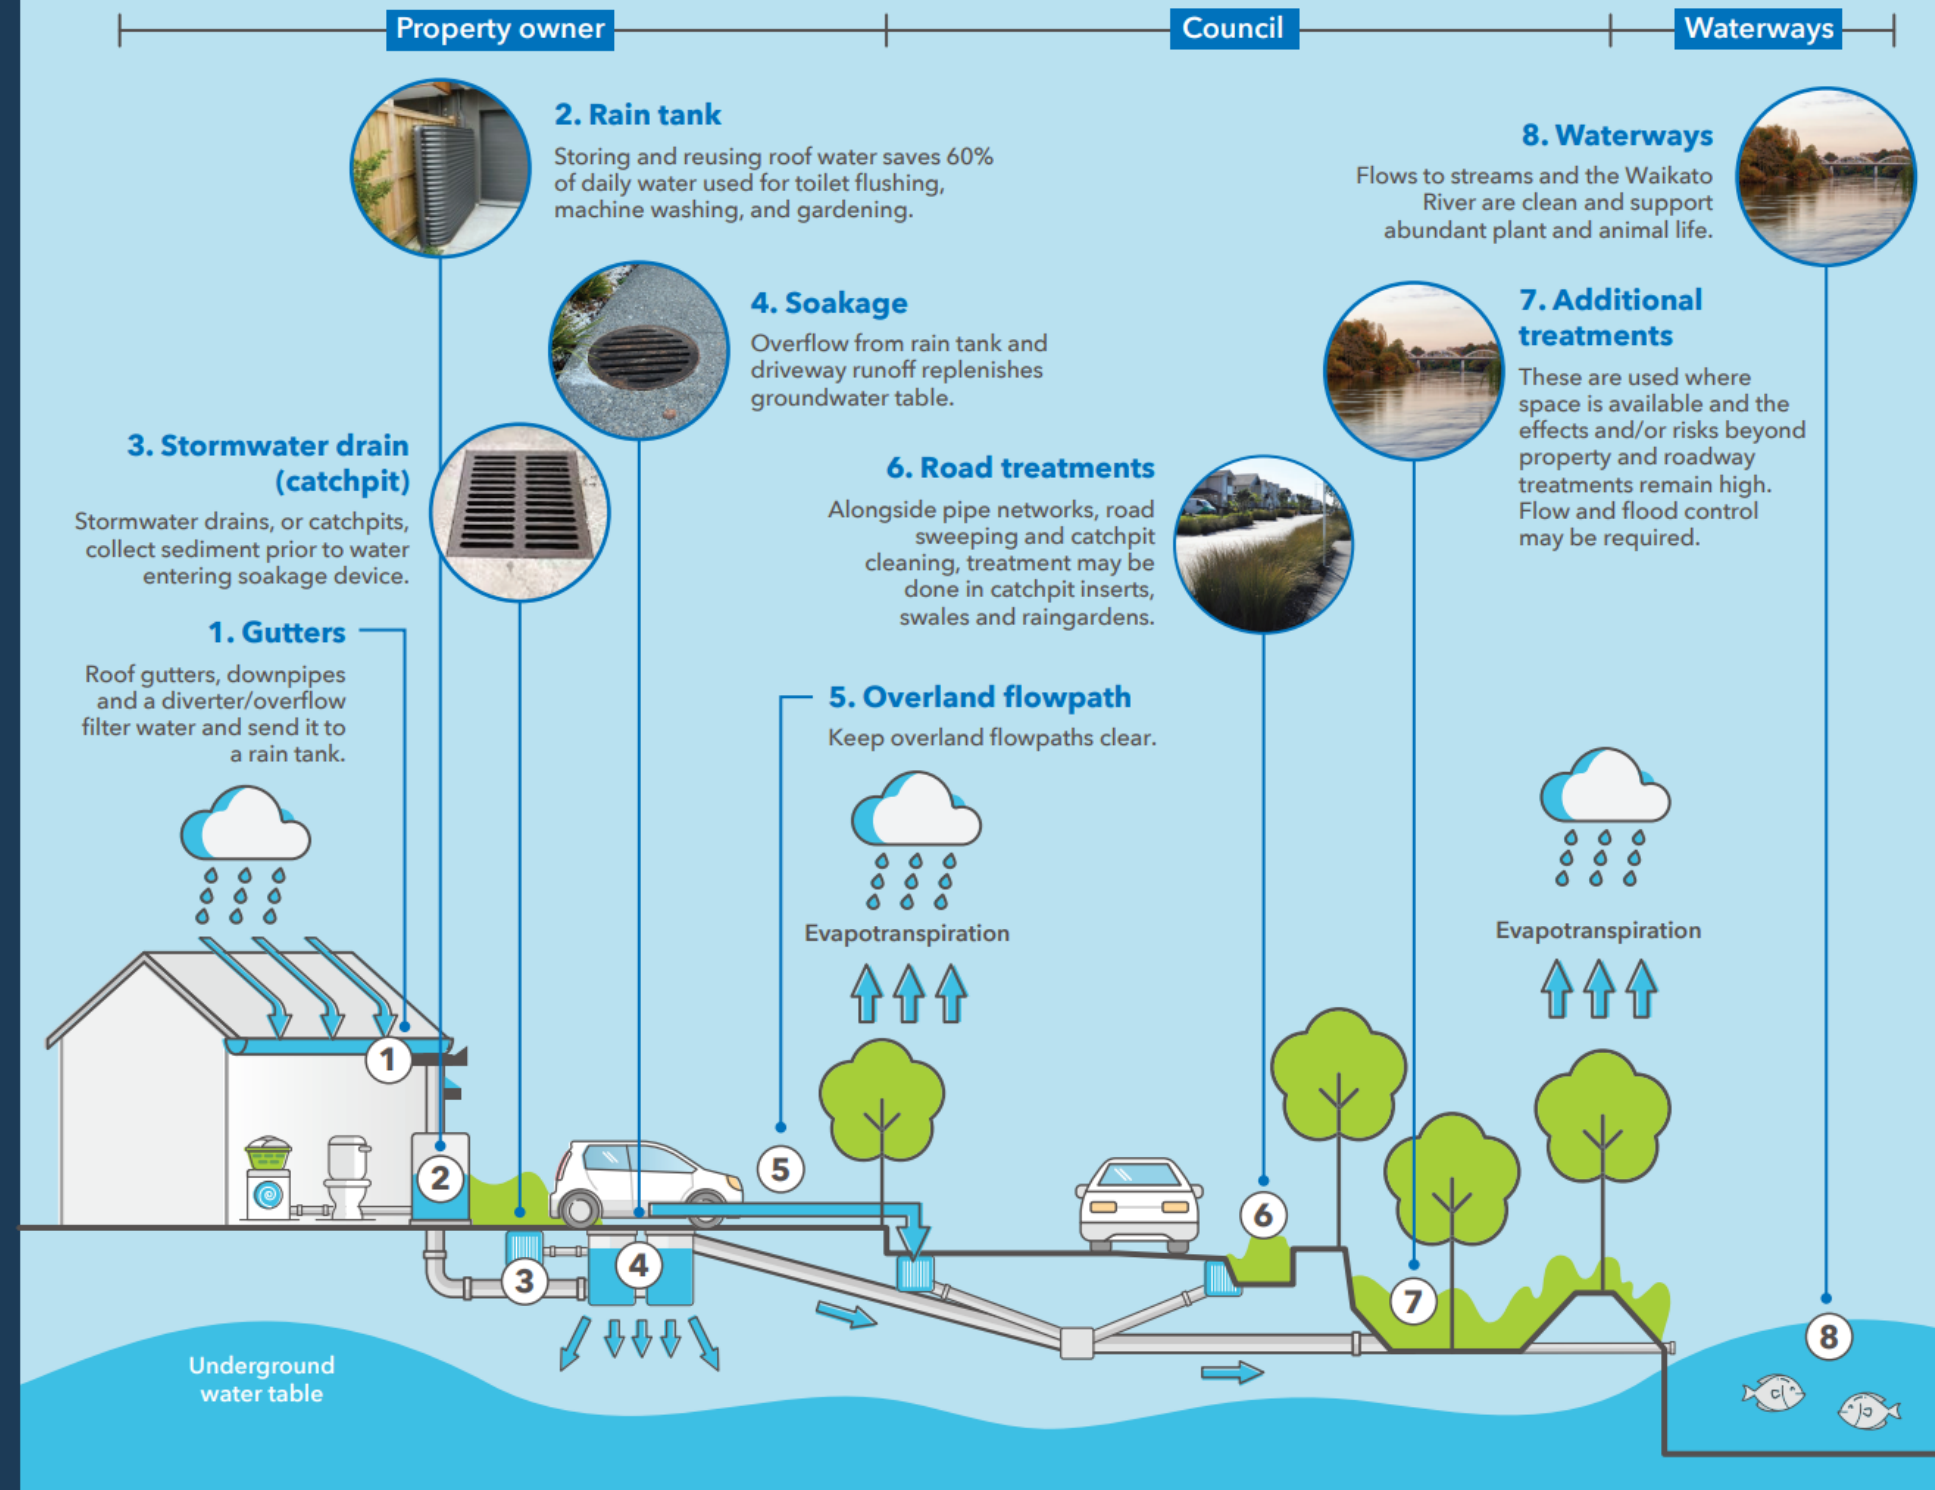 Property owner
Council
Waterways
2. Rain tank
Storing and reusing roof water saves 60%
of daily water used for toilet flushing,
machine washing, and gardening.
8. Waterways
Flows to streams and the Waikato
River are clean and support
abundant plant and animal life.
4. Soakage
Overflow from rain tank and
driveway runoff replenishes
groundwater table.
7. Additional
treatments
These are used where
space is available and the
effects and/or risks beyond
property and roadway
treatments remain high.
Flow and flood control
may be required.
3. Stormwater drain
(catchpit)
Stormwater drains, or catchpits,
collect sediment prior to water
entering soakage device.
6. Road treatments
Alongside pipe networks, road
sweeping and catchpit
cleaning, treatment may be
done in catchpit inserts,
swales and raingardens.
1. Gutters
Roof gutters, downpipes
and a diverter/overflow
filter water and send it to
a rain tank.
5. Overland flowpath
Keep overland flowpaths clear.
Evapotranspiration
Evapotranspiration
1
2
3
4
5
6
7
8
Underground
water table